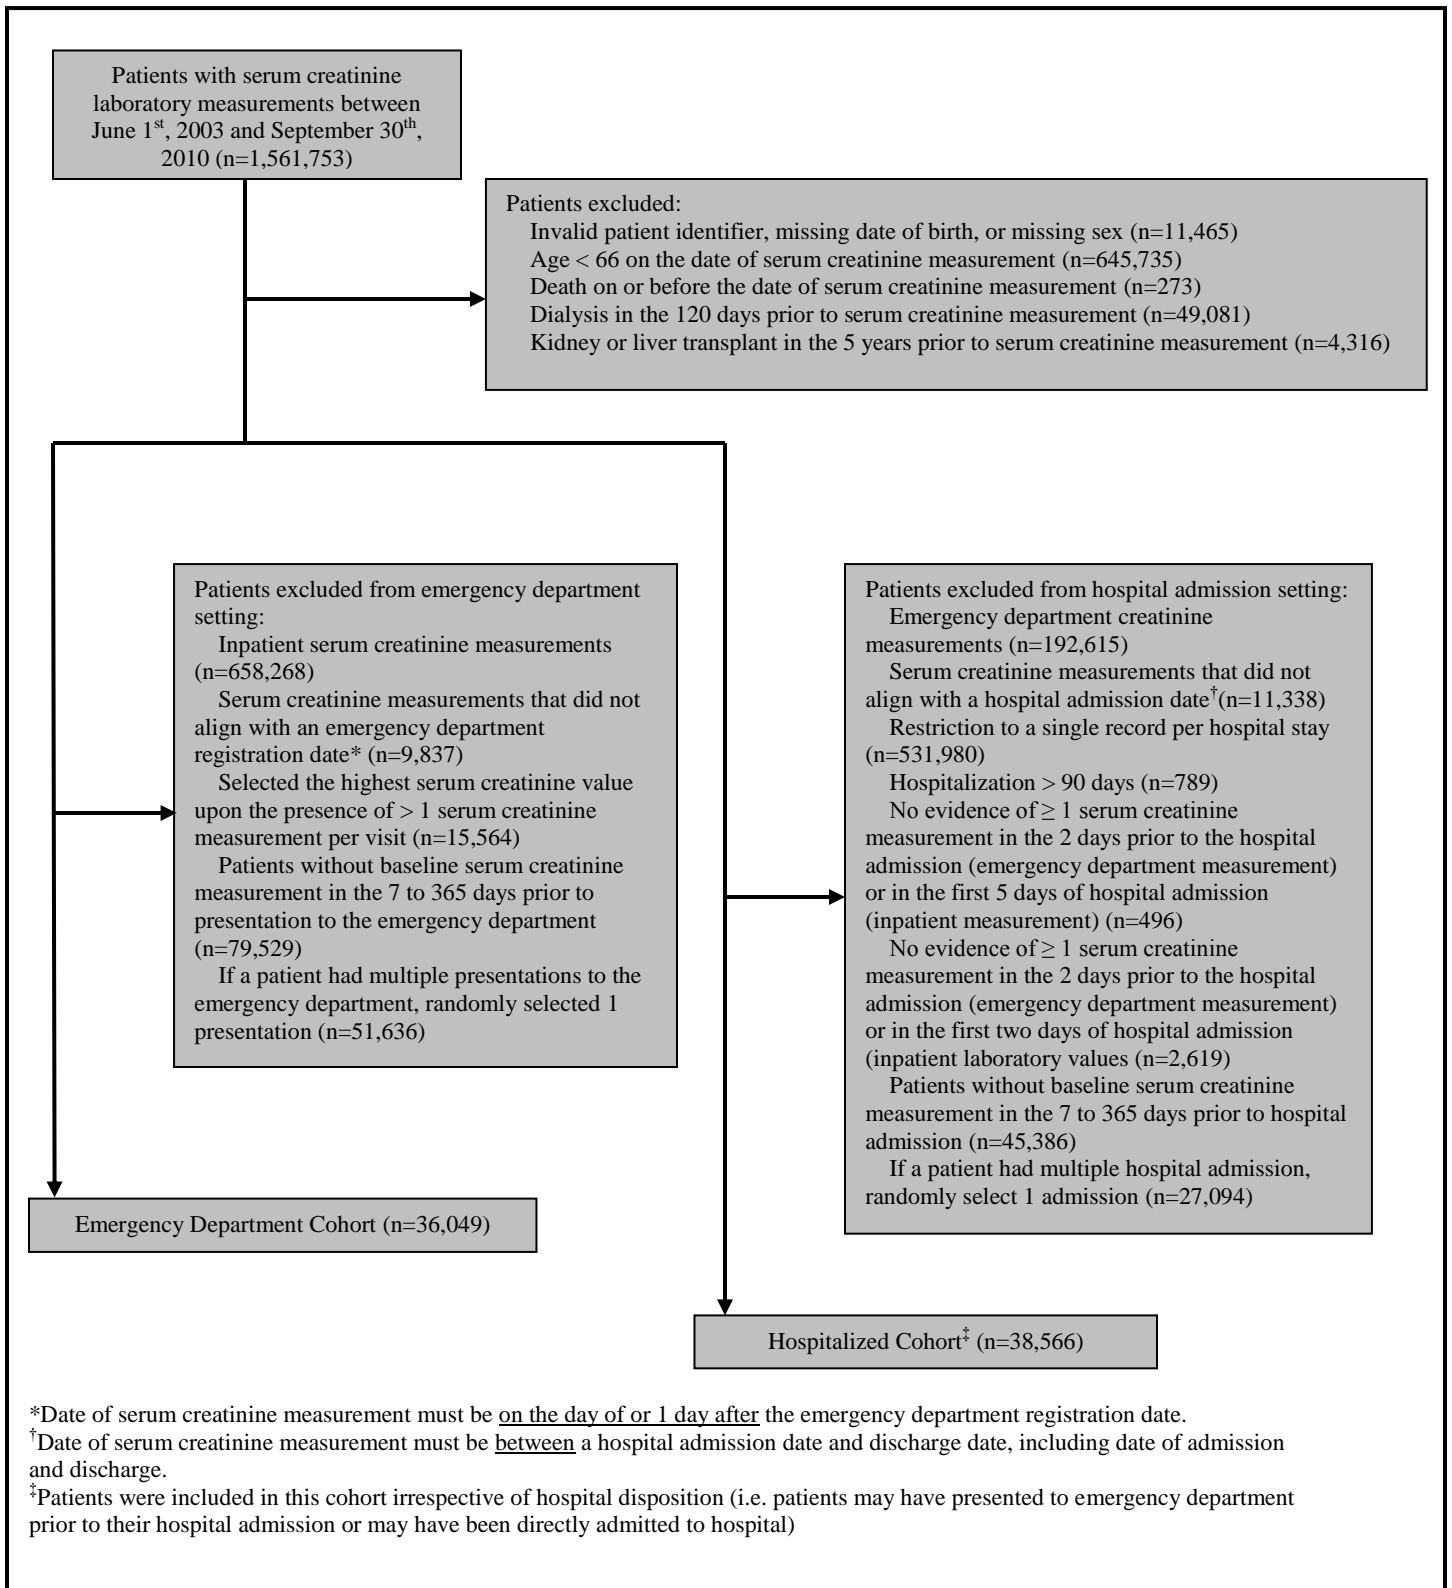 Patients with serum creatinine
laboratory measurements between
June 1st, 2003 and September 30th,
2010 (n=1,561,753)
Patients excluded:
Invalid patient identifier, missing date of birth, or missing sex (n=11,465)
Age < 66 on the date of serum creatinine measurement (n=645,735)
Death on or before the date of serum creatinine measurement (n=273)
Dialysis in the 120 days prior to serum creatinine measurement (n=49,081)
Kidney or liver transplant in the 5 years prior to serum creatinine measurement (n=4,316)
Patients excluded from emergency department
setting:
Inpatient serum creatinine measurements
(n=658,268)
Serum creatinine measurements that did not
align with an emergency department
registration date* (n=9,837)
Selected the highest serum creatinine value
upon the presence of > 1 serum creatinine
measurement per visit (n=15,564)
Patients without baseline serum creatinine
measurement in the 7 to 365 days prior to
presentation to the emergency department
(n=79,529)
If a patient had multiple presentations to the
emergency department, randomly selected 1
presentation (n=51,636)
Patients excluded from hospital admission setting:
Emergency department creatinine
measurements (n=192,615)
Serum creatinine measurements that did not
align with a hospital admission date†(n=11,338)
Restriction to a single record per hospital stay
(n=531,980)
Hospitalization > 90 days (n=789)
No evidence of ≥ 1 serum creatinine
measurement in the 2 days prior to the hospital
admission (emergency department measurement)
or in the first 5 days of hospital admission
(inpatient measurement) (n=496)
No evidence of ≥ 1 serum creatinine
measurement in the 2 days prior to the hospital
admission (emergency department measurement)
or in the first two days of hospital admission
(inpatient laboratory values (n=2,619)
Patients without baseline serum creatinine
measurement in the 7 to 365 days prior to hospital
admission (n=45,386)
If a patient had multiple hospital admission,
randomly select 1 admission (n=27,094)
Emergency Department Cohort (n=36,049)
Hospitalized Cohort‡ (n=38,566)
*Date of serum creatinine measurement must be on the day of or 1 day after the emergency department registration date.
†Date of serum creatinine measurement must be between a hospital admission date and discharge date, including date of admission
and discharge.
‡Patients were included in this cohort irrespective of hospital disposition (i.e. patients may have presented to emergency department
prior to their hospital admission or may have been directly admitted to hospital)